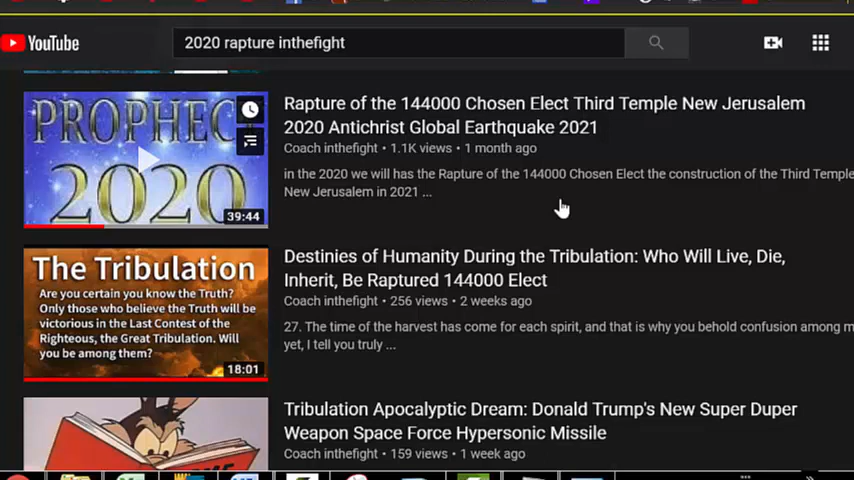 YouTube
2020 rapture inthefight
PROPHEC
2020
39:44
Rapture of the 144000 Chosen Elect Third Temple New Jerusalem
2020 Antichrist Global Earthquake 2021
Coach inthefight • 1.1K views • 1 month ago
in the 2020 we will has the Rapture of the 144000 Chosen Elect the construction of the Third Temple
New Jerusalem in 2021 ...
The Tribulation
Are you certain you know the Truth?
Only those who believe the Truth will be
victorious in the Last Contest of the
Righteous, the Great Tribulation. Will
you be among them?
18:01
Destinies of Humanity During the Tribulation: Who Will Live, Die,
Inherit, Be Raptured 144000 Elect
Coach inthefight • 256 views • 2 weeks ago
27. The time of the harvest has come for each spirit, and that is why you behold confusion among m
yet, I tell you truly ...
Tribulation Apocalyptic Dream: Donald Trump's New Super Duper
Weapon Space Force Hypersonic Missile
Coach inthefight • 159 views • 1 week ago